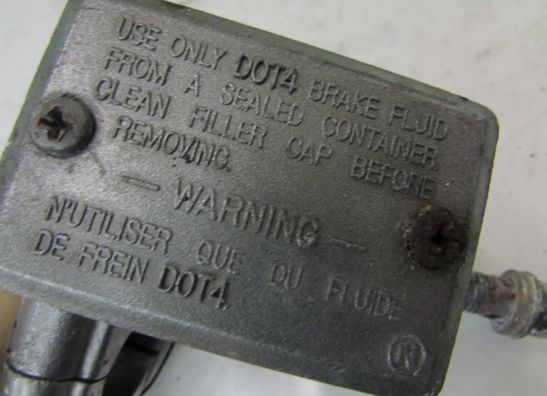 USE ONLY DOT4 BRAKE FLUID
FROM A SEALED CONTAINER.
CLEAN FILLER CAP BEFORE
REMOVING.
— WARNING —
N'UTILISER QUE DU FLUIDE
DE FREIN DOT4.
N